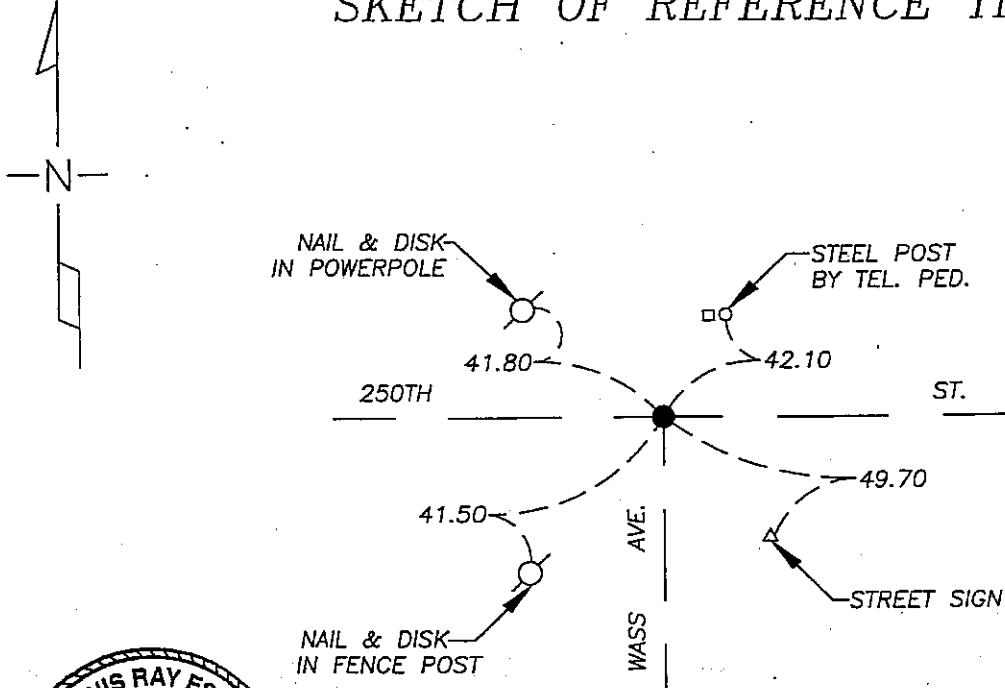 SKETCH OF REFERENCE
N
NAIL & DISK
IN POWERPOLE
STEEL POST
BY TEL. PED.
41.80
42.10
250TH
ST.
49.70
41.50
WASS AVE.
STREET SIGN
NAIL & DISK
IN FENCE POST
RAY